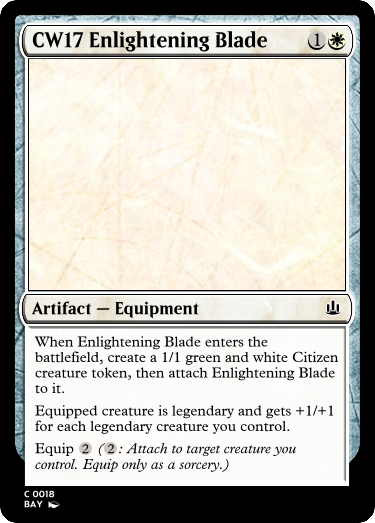 CW17 Enlightening Blade 1
Artifact — Equipment
When Enlightening Blade enters the
battlefield, create a 1/1 green and white Citizen
creature token, then attach Enlightening Blade
to it.
Equipped creature is legendary and gets +1/+1
for each legendary creature you control.
Equip 2 (2: Attach to target creature you
control. Equip only as a sorcery.)
C 0018
BAY